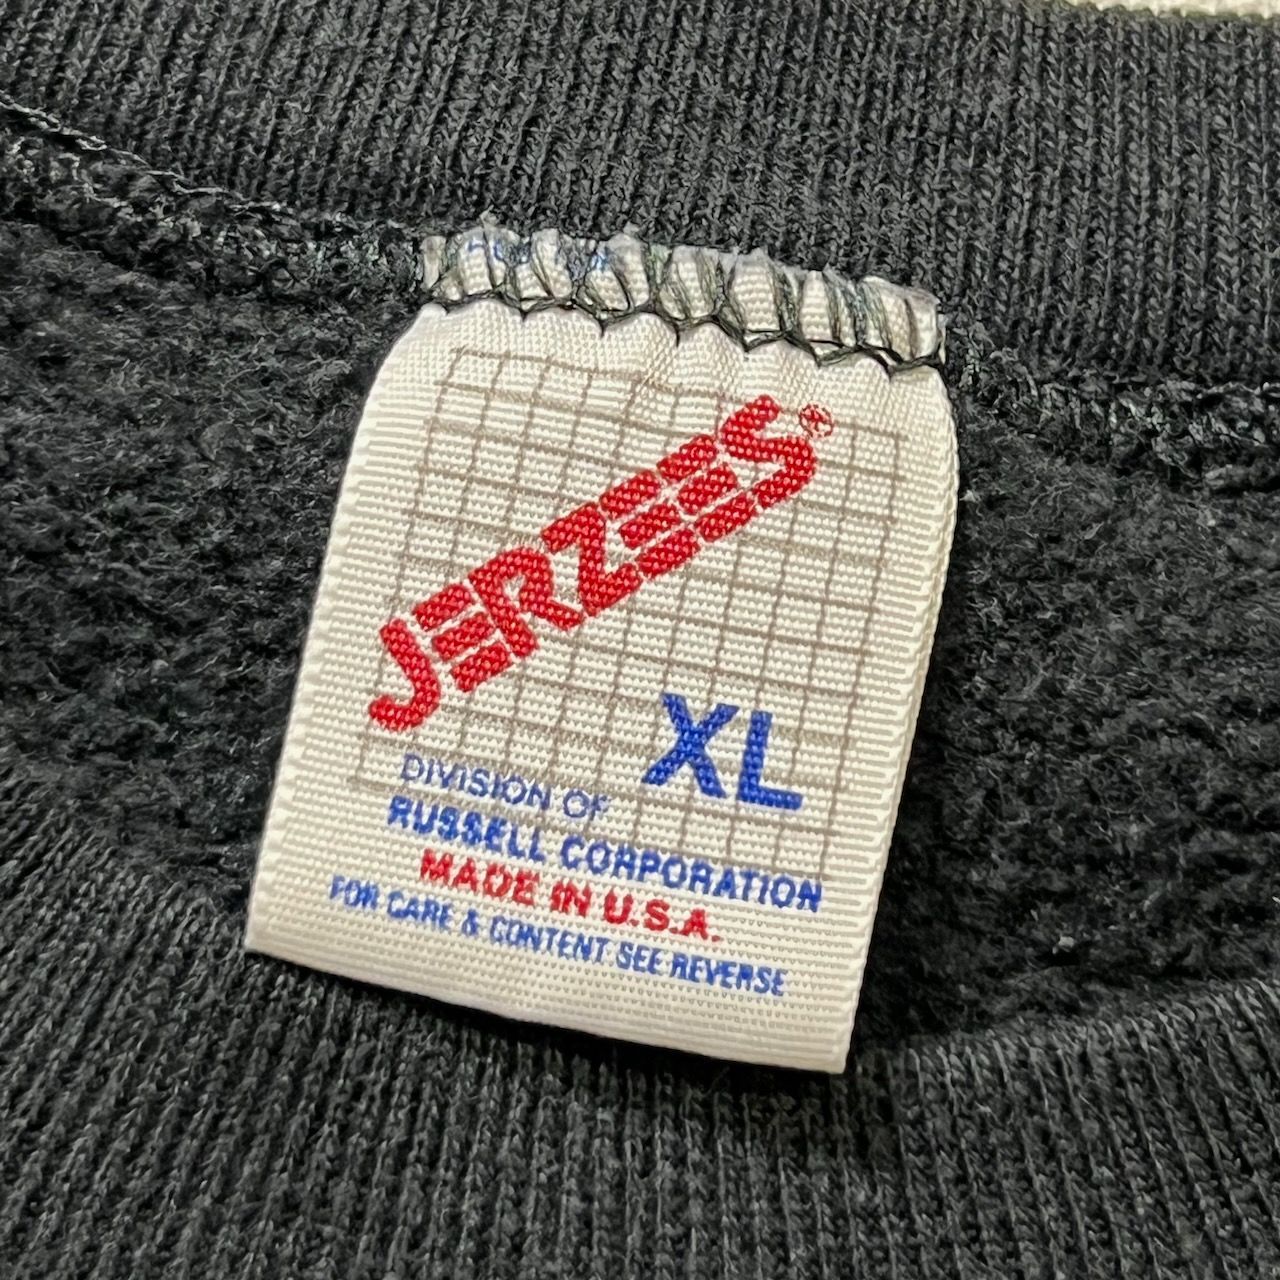 JERZEES®
XL
DIVISION OF
RUSSELL CORPORATION
MADE IN U.S.A.
FOR CARE & CONTENT SEE REVERSE